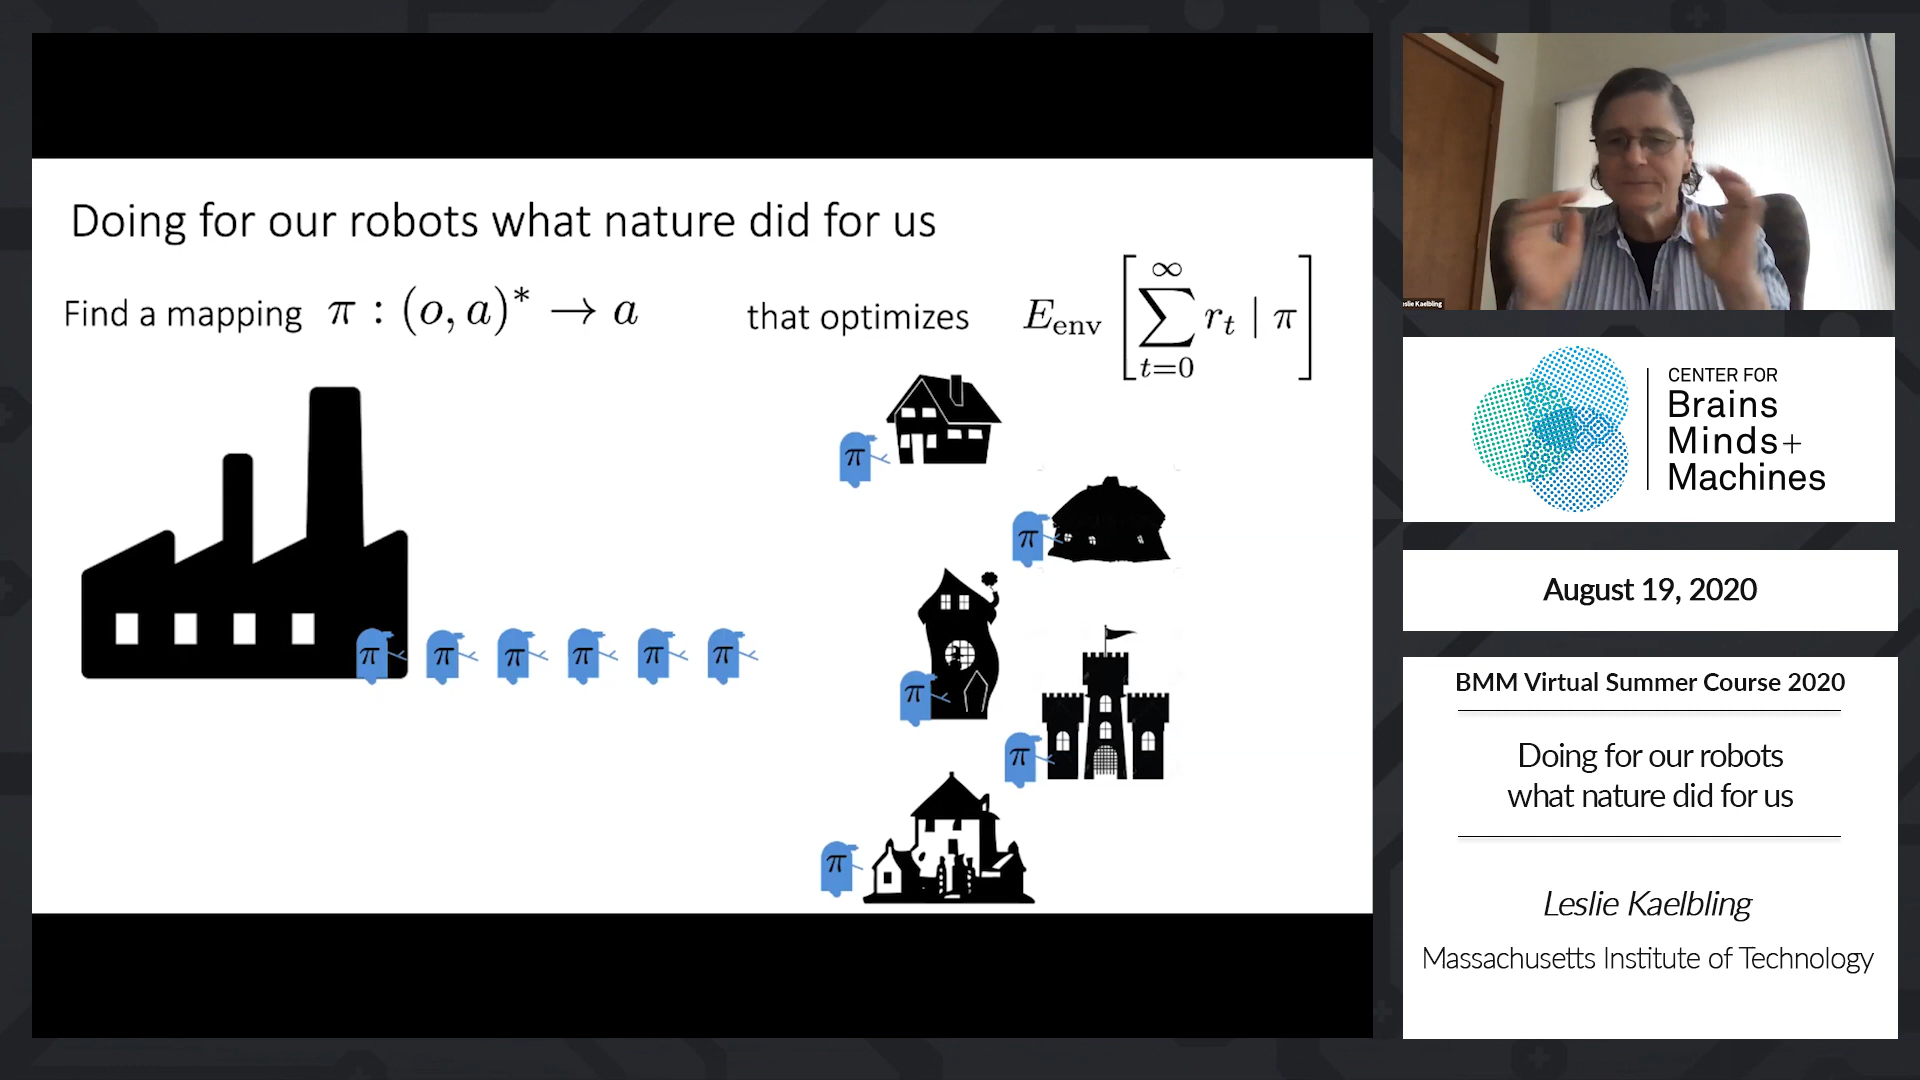 Doing for our robots what nature did for us
Find a mapping π : (o, a)* → a that optimizes E_env [ ∑_{t=0}^{∞} r_t | π ]
π
π
π π π π π π
π
π
π
Leslie Kaelbling
CENTER FOR
Brains
Minds+
Machines
August 19, 2020
BMM Virtual Summer Course 2020
Doing for our robots
what nature did for us
Leslie Kaelbling
Massachusetts Institute of Technology